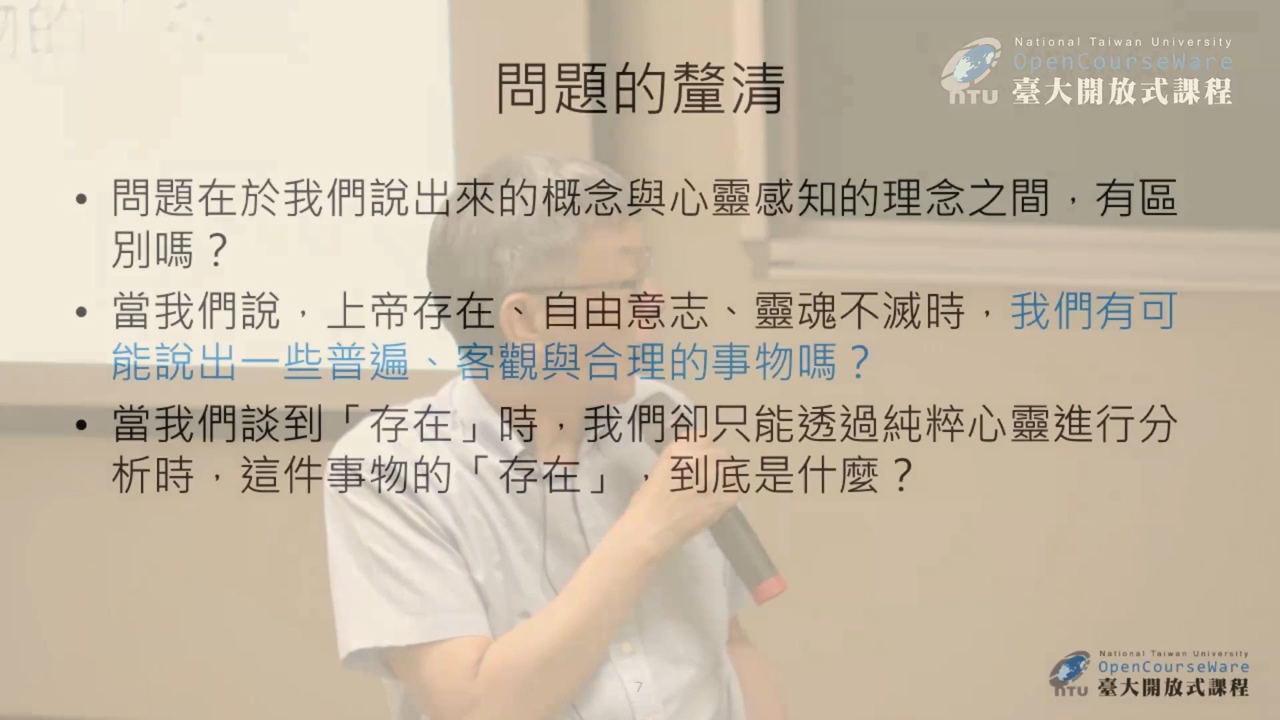 National Taiwan University
OpenCourseWare
NTU 臺大開放式課程
問題的釐清
• 問題在於我們說出來的概念與心靈感知的理念之間，有區
別嗎？
• 當我們說，上帝存在、自由意志、靈魂不滅時，我們有可
能說出一些普遍、客觀與合理的事物嗎？
• 當我們談到「存在」時，我們卻只能透過純粹心靈進行分
析時，這件事物的「存在」，到底是什麼？
7
National Taiwan University
OpenCourseWare
NTU 臺大開放式課程